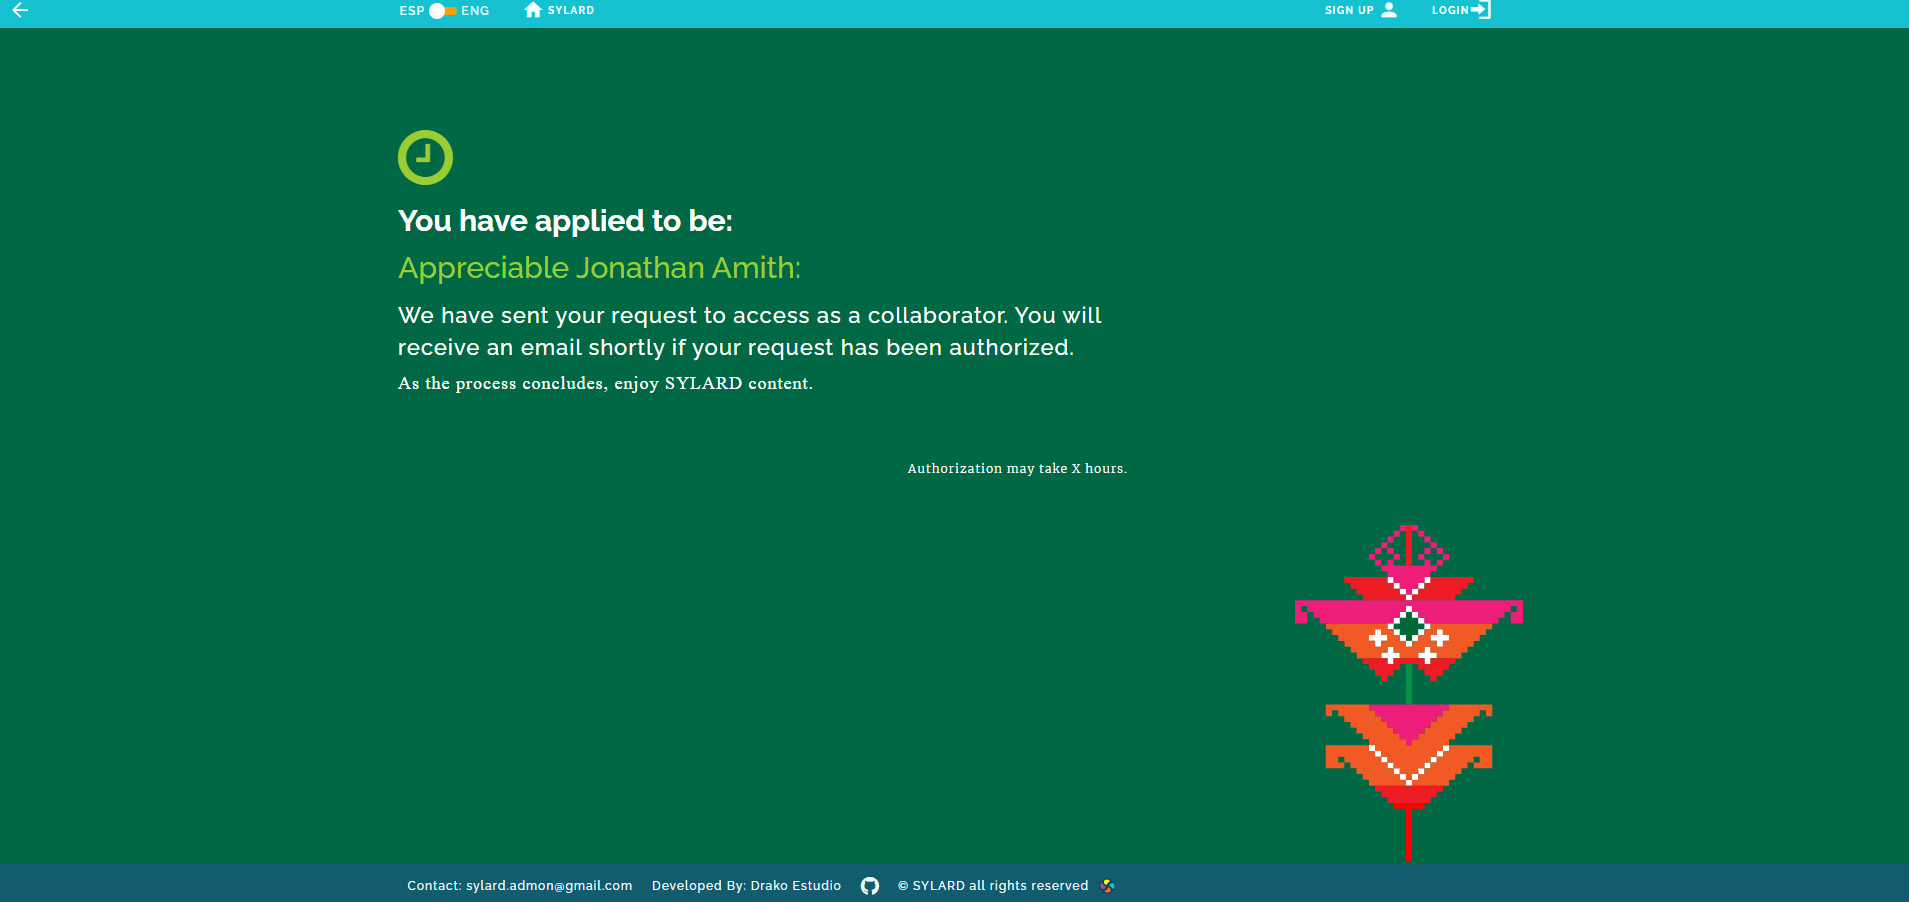 ESP ENG SYLARD SIGN UP LOGIN
You have applied to be:
Appreciable Jonathan Amith:
We have sent your request to access as a collaborator. You will
receive an email shortly if your request has been authorized.
As the process concludes, enjoy SYLARD content.
Authorization may take X hours.
Contact: sylard.admon@gmail.com Developed By: Drako Estudio © SYLARD all rights reserved